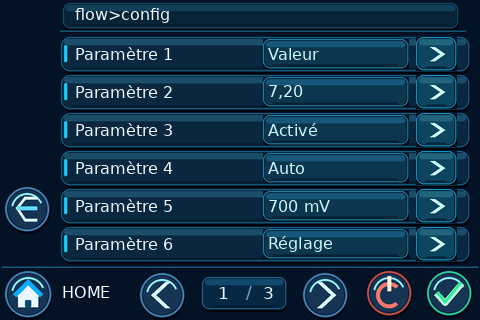 flow>config
Paramètre 1 Valeur
Paramètre 2 7,20
Paramètre 3 Activé
Paramètre 4 Auto
Paramètre 5 700 mV
Paramètre 6 Réglage
HOME 1 / 3